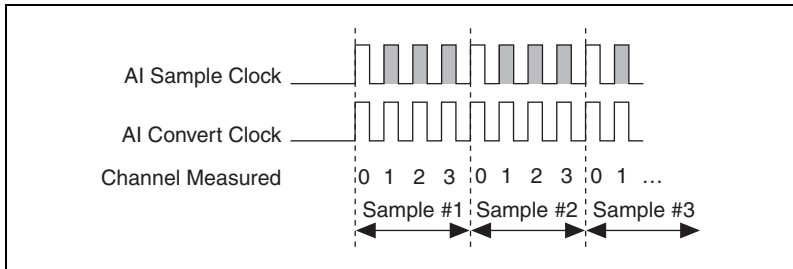 AI Sample Clock
AI Convert Clock
Channel Measured 0 1 2 3 0 1 2 3 0 1 …
Sample #1 Sample #2 Sample #3